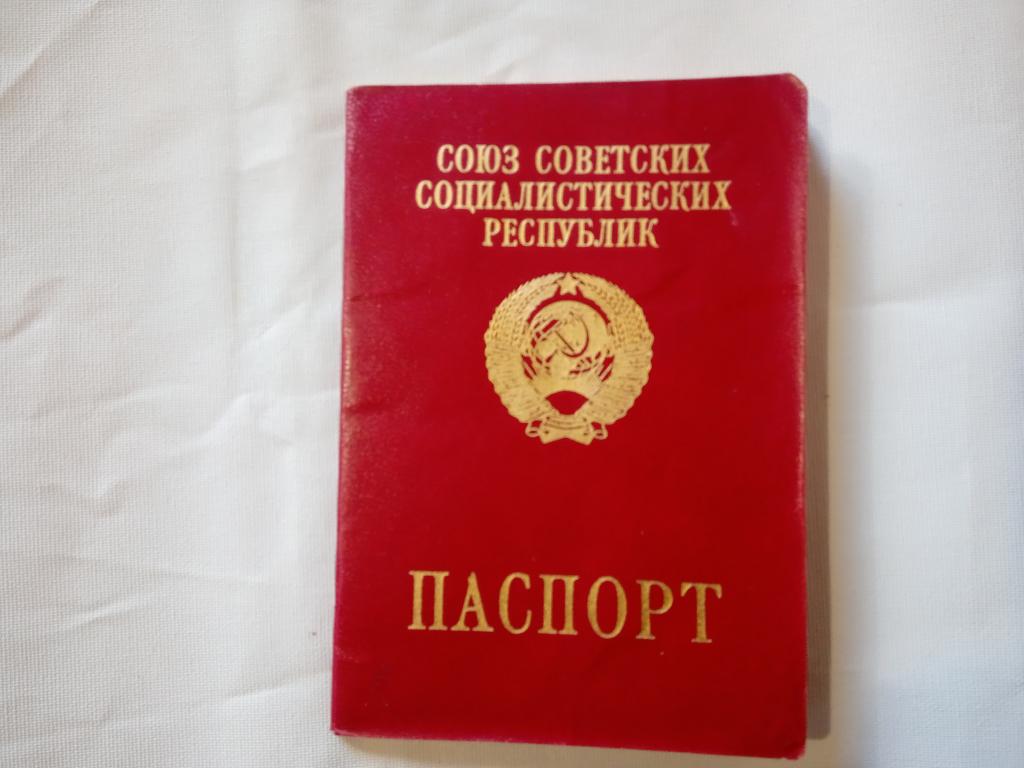 СОЮЗ СОВЕТСКИХ
СОЦИАЛИСТИЧЕСКИХ
РЕСПУБЛИК
ПАСПОРТ